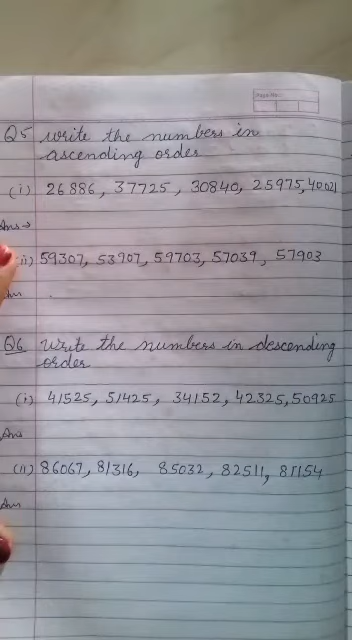 Page No.:
Q5 write the numbers in
ascending order
(i) 26886, 37725, 30840, 25975, 40021
Ans →
ii) 59307, 53907, 59703, 57039, 57903
Ans
Q6 write the numbers in descending
order
(i) 41525, 51425, 34152, 42325, 50925
Ans
(ii) 86067, 81316, 85032, 82511, 81154
Ans